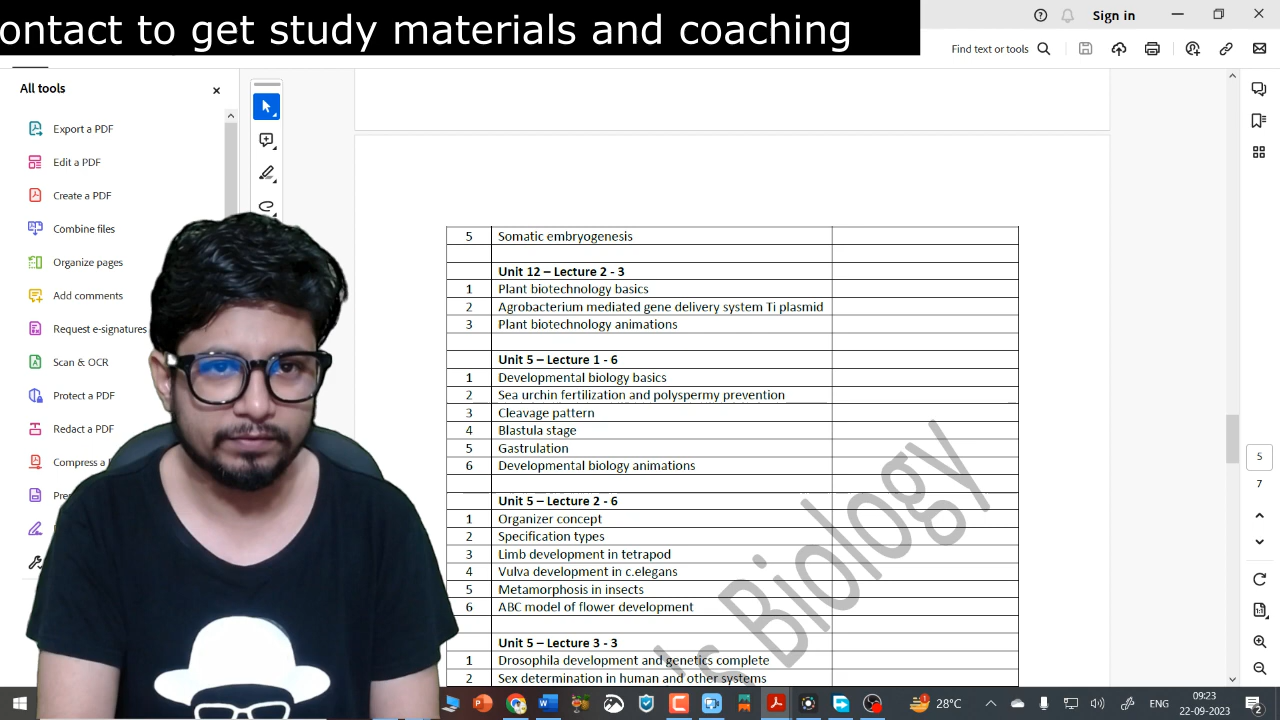 ontact to get study materials and coaching
Sign in
Find text or tools
All tools
Export a PDF
Edit a PDF
Create a PDF
Combine files
Organize pages
Add comments
Request e-signatures
Scan & OCR
Protect a PDF
Redact a PDF
Compress a
5 Somatic embryogenesis
Unit 12 – Lecture 2 - 3
1 Plant biotechnology basics
2 Agrobacterium mediated gene delivery system Ti plasmid
3 Plant biotechnology animations
Unit 5 – Lecture 1 - 6
1 Developmental biology basics
2 Sea urchin fertilization and polyspermy prevention
3 Cleavage pattern
4 Blastula stage
5 Gastrulation
6 Developmental biology animations
Unit 5 – Lecture 2 - 6
1 Organizer concept
2 Specification types
3 Limb development in tetrapod
4 Vulva development in c.elegans
5 Metamorphosis in insects
6 ABC model of flower development
Unit 5 – Lecture 3 - 3
1 Drosophila development and genetics complete
2 Sex determination in human and other systems
's Biology
5
7
28°C
ENG
09:23
22-09-2023
2